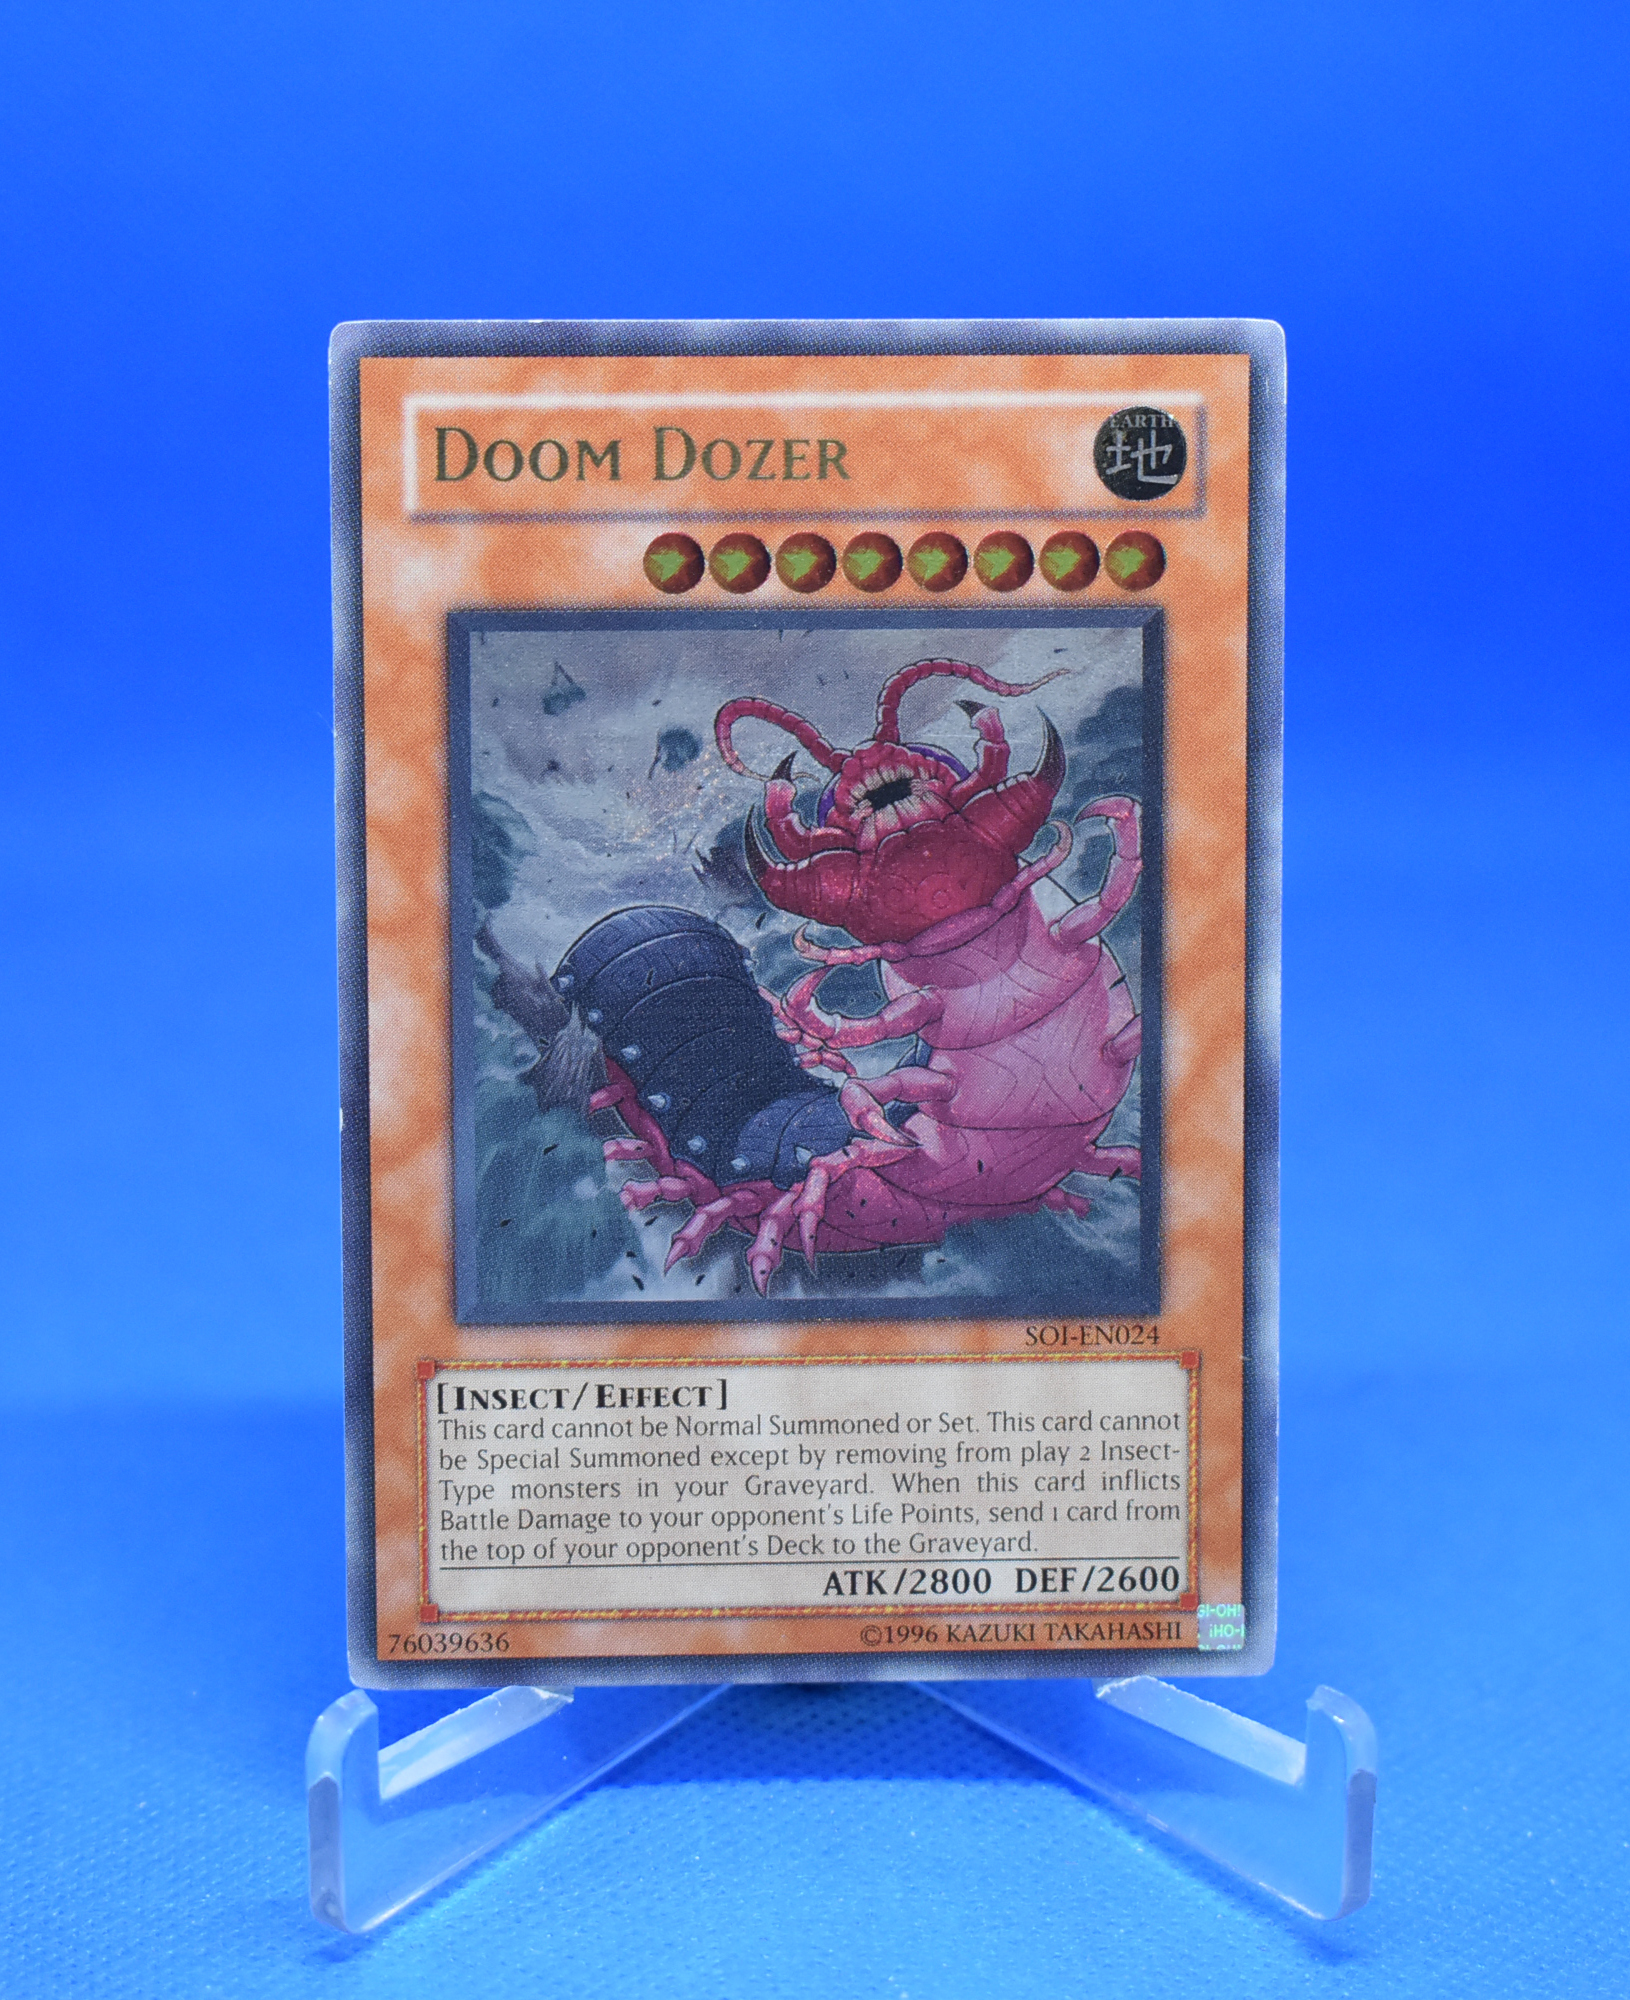 DOOM DOZER
EARTH
地
SOI-EN024
[INSECT/EFFECT]
This card cannot be Normal Summoned or Set. This card cannot
be Special Summoned except by removing from play 2 Insect-
Type monsters in your Graveyard. When this card inflicts
Battle Damage to your opponent's Life Points, send 1 card from
the top of your opponent's Deck to the Graveyard.
ATK/2800 DEF/2600
76039636
©1996 KAZUKI TAKAHASHI